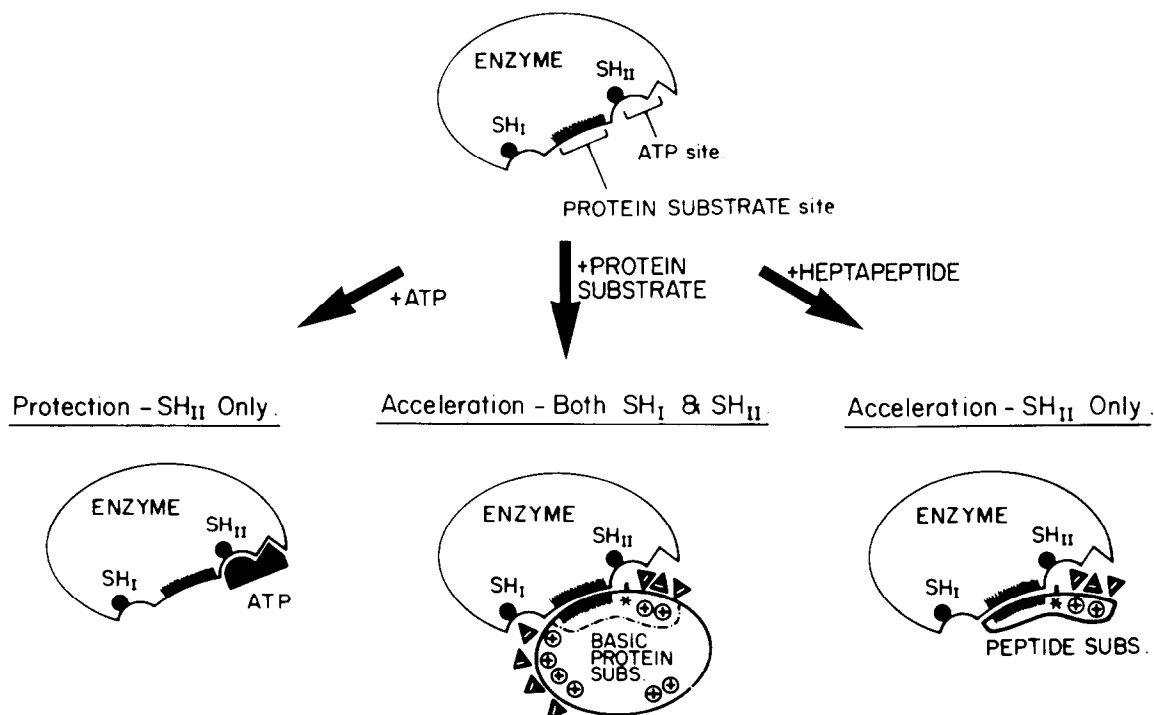 ENZYME
SH_II
SH_I
ATP site.
PROTEIN SUBSTRATE site
+ATP
+PROTEIN
SUBSTRATE
+HEPTAPEPTIDE
Protection - SH_II Only.
Acceleration - Both SH_I & SH_II.
Acceleration - SH_II Only.
ENZYME
SH_II
SH_I
ATP
ENZYME
SH_II
SH_I
*
BASIC
PROTEIN
SUBS.
ENZYME
SH_II
SH_I
*
PEPTIDE SUBS.